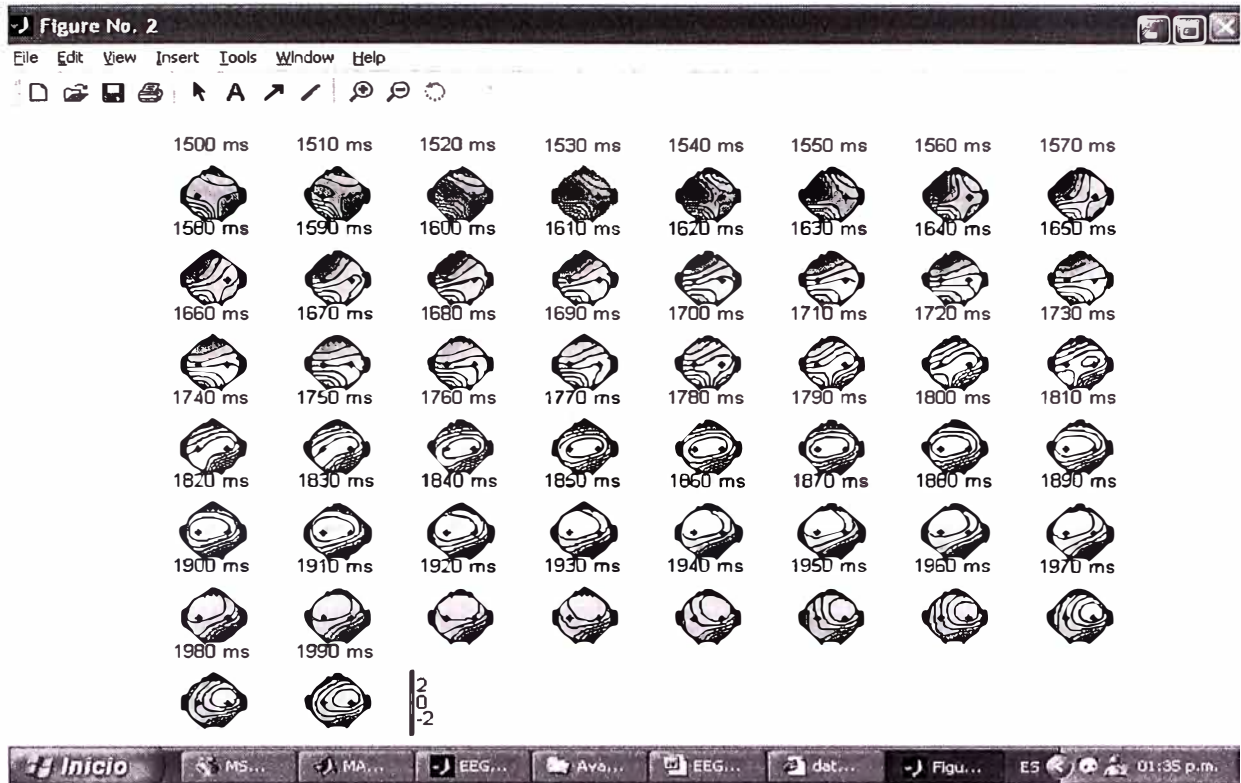 Figure No. 2
File Edit View Insert Tools Window Help
1500 ms 1510 ms 1520 ms 1530 ms 1540 ms 1550 ms 1560 ms 1570 ms
1580 ms 1590 ms 1600 ms 1610 ms 1620 ms 1630 ms 1640 ms 1650 ms
1660 ms 1670 ms 1680 ms 1690 ms 1700 ms 1710 ms 1720 ms 1730 ms
1740 ms 1750 ms 1760 ms 1770 ms 1780 ms 1790 ms 1800 ms 1810 ms
1820 ms 1830 ms 1840 ms 1850 ms 1860 ms 1870 ms 1880 ms 1890 ms
1900 ms 1910 ms 1920 ms 1930 ms 1940 ms 1950 ms 1960 ms 1970 ms
1980 ms 1990 ms
2
0
-2
Inicio MS... MA... EEG... Ava... EEG... dat... Figu... ES 01:35 p.m.